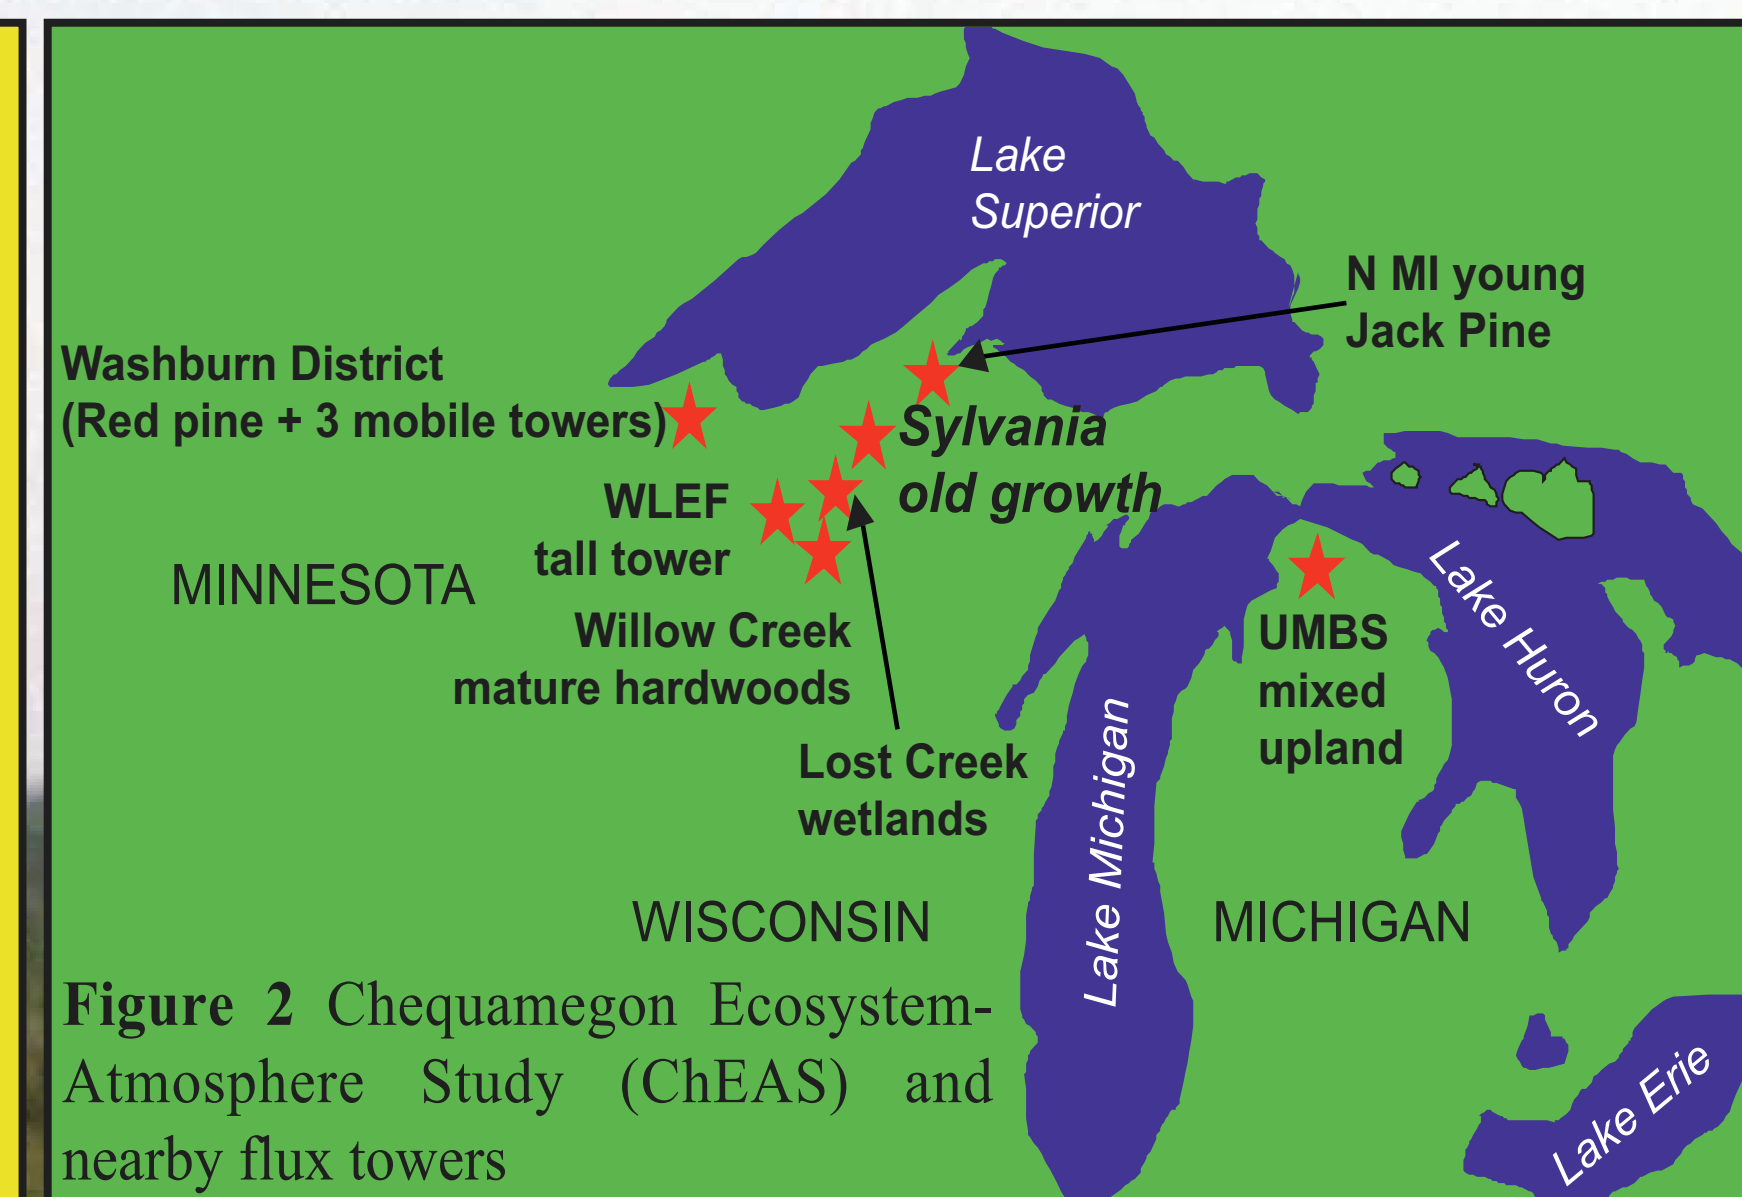 Lake
Superior
N MI young
Jack Pine
Washburn District
(Red pine + 3 mobile towers)
Sylvania
old growth
WLEF
tall tower
MINNESOTA
Willow Creek
mature hardwoods
UMBS
mixed
upland
Lake Huron
Lost Creek
wetlands
Lake Michigan
WISCONSIN
MICHIGAN
Lake Erie
Figure 2 Chequamegon Ecosystem-
Atmosphere Study (ChEAS) and
nearby flux towers